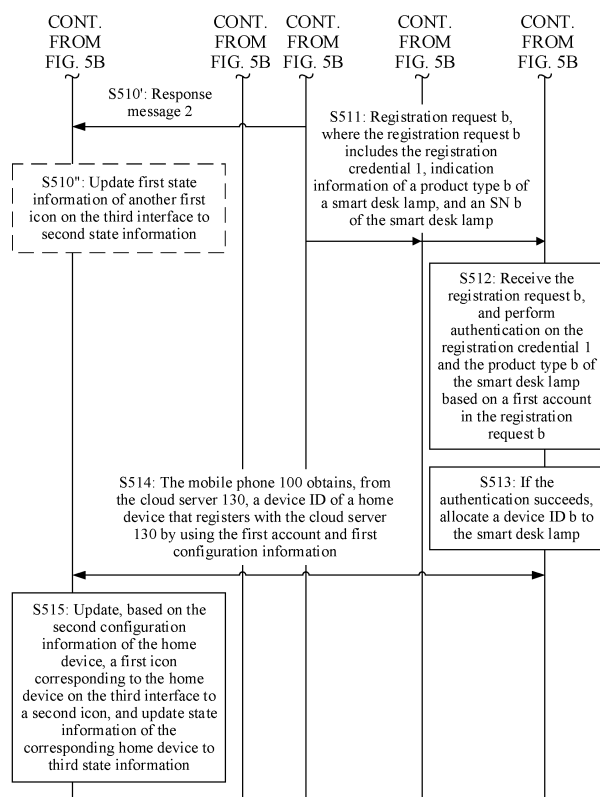 CONT.
FROM
FIG. 5B
CONT.
FROM
FIG. 5B
CONT.
FROM
FIG. 5B
CONT.
FROM
FIG. 5B
CONT.
FROM
FIG. 5B
S510': Response
message 2
S511: Registration request b,
where the registration request b
includes the registration
credential 1, indication
information of a product type b of
a smart desk lamp, and an SN b
of the smart desk lamp
S510": Update first state
information of another first
icon on the third interface to
second state information
S512: Receive the
registration request b,
and perform
authentication on the
registration credential 1
and the product type b of
the smart desk lamp
based on a first account
in the registration
request b
S513: If the
authentication succeeds,
allocate a device ID b to
the smart desk lamp
S514: The mobile phone 100 obtains, from
the cloud server 130, a device ID of a home
device that registers with the cloud server
130 by using the first account and first
configuration information
S515: Update, based on the
second configuration
information of the home
device, a first icon
corresponding to the home
device on the third interface to
a second icon, and update state
information of the
corresponding home device to
third state information